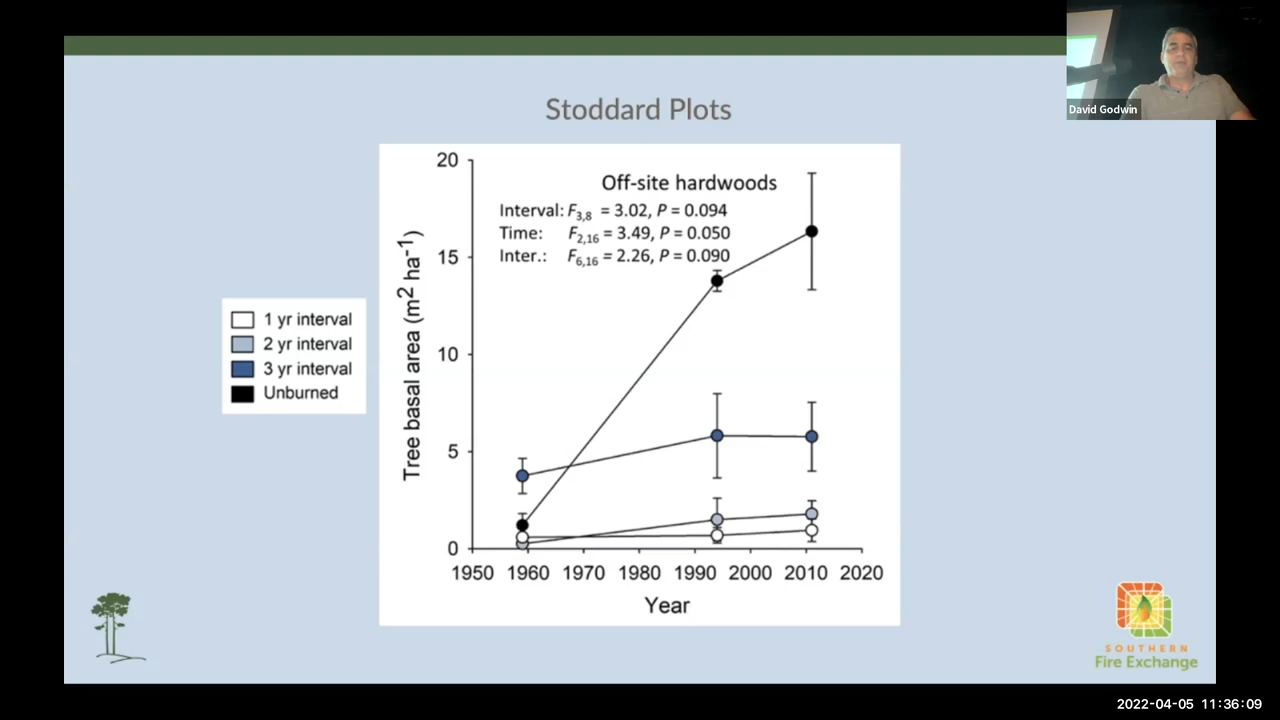 David Godwin
Stoddard Plots
Off-site hardwoods
Interval: F3,8 = 3.02, P = 0.094
Time: F2,16 = 3.49, P = 0.050
Inter.: F6,16 = 2.26, P = 0.090
20
15
10
5
0
Tree basal area (m2 ha-1)
1950 1960 1970 1980 1990 2000 2010 2020
Year
1 yr interval
2 yr interval
3 yr interval
Unburned
SOUTHERN
Fire Exchange
2022-04-05 11:36:09